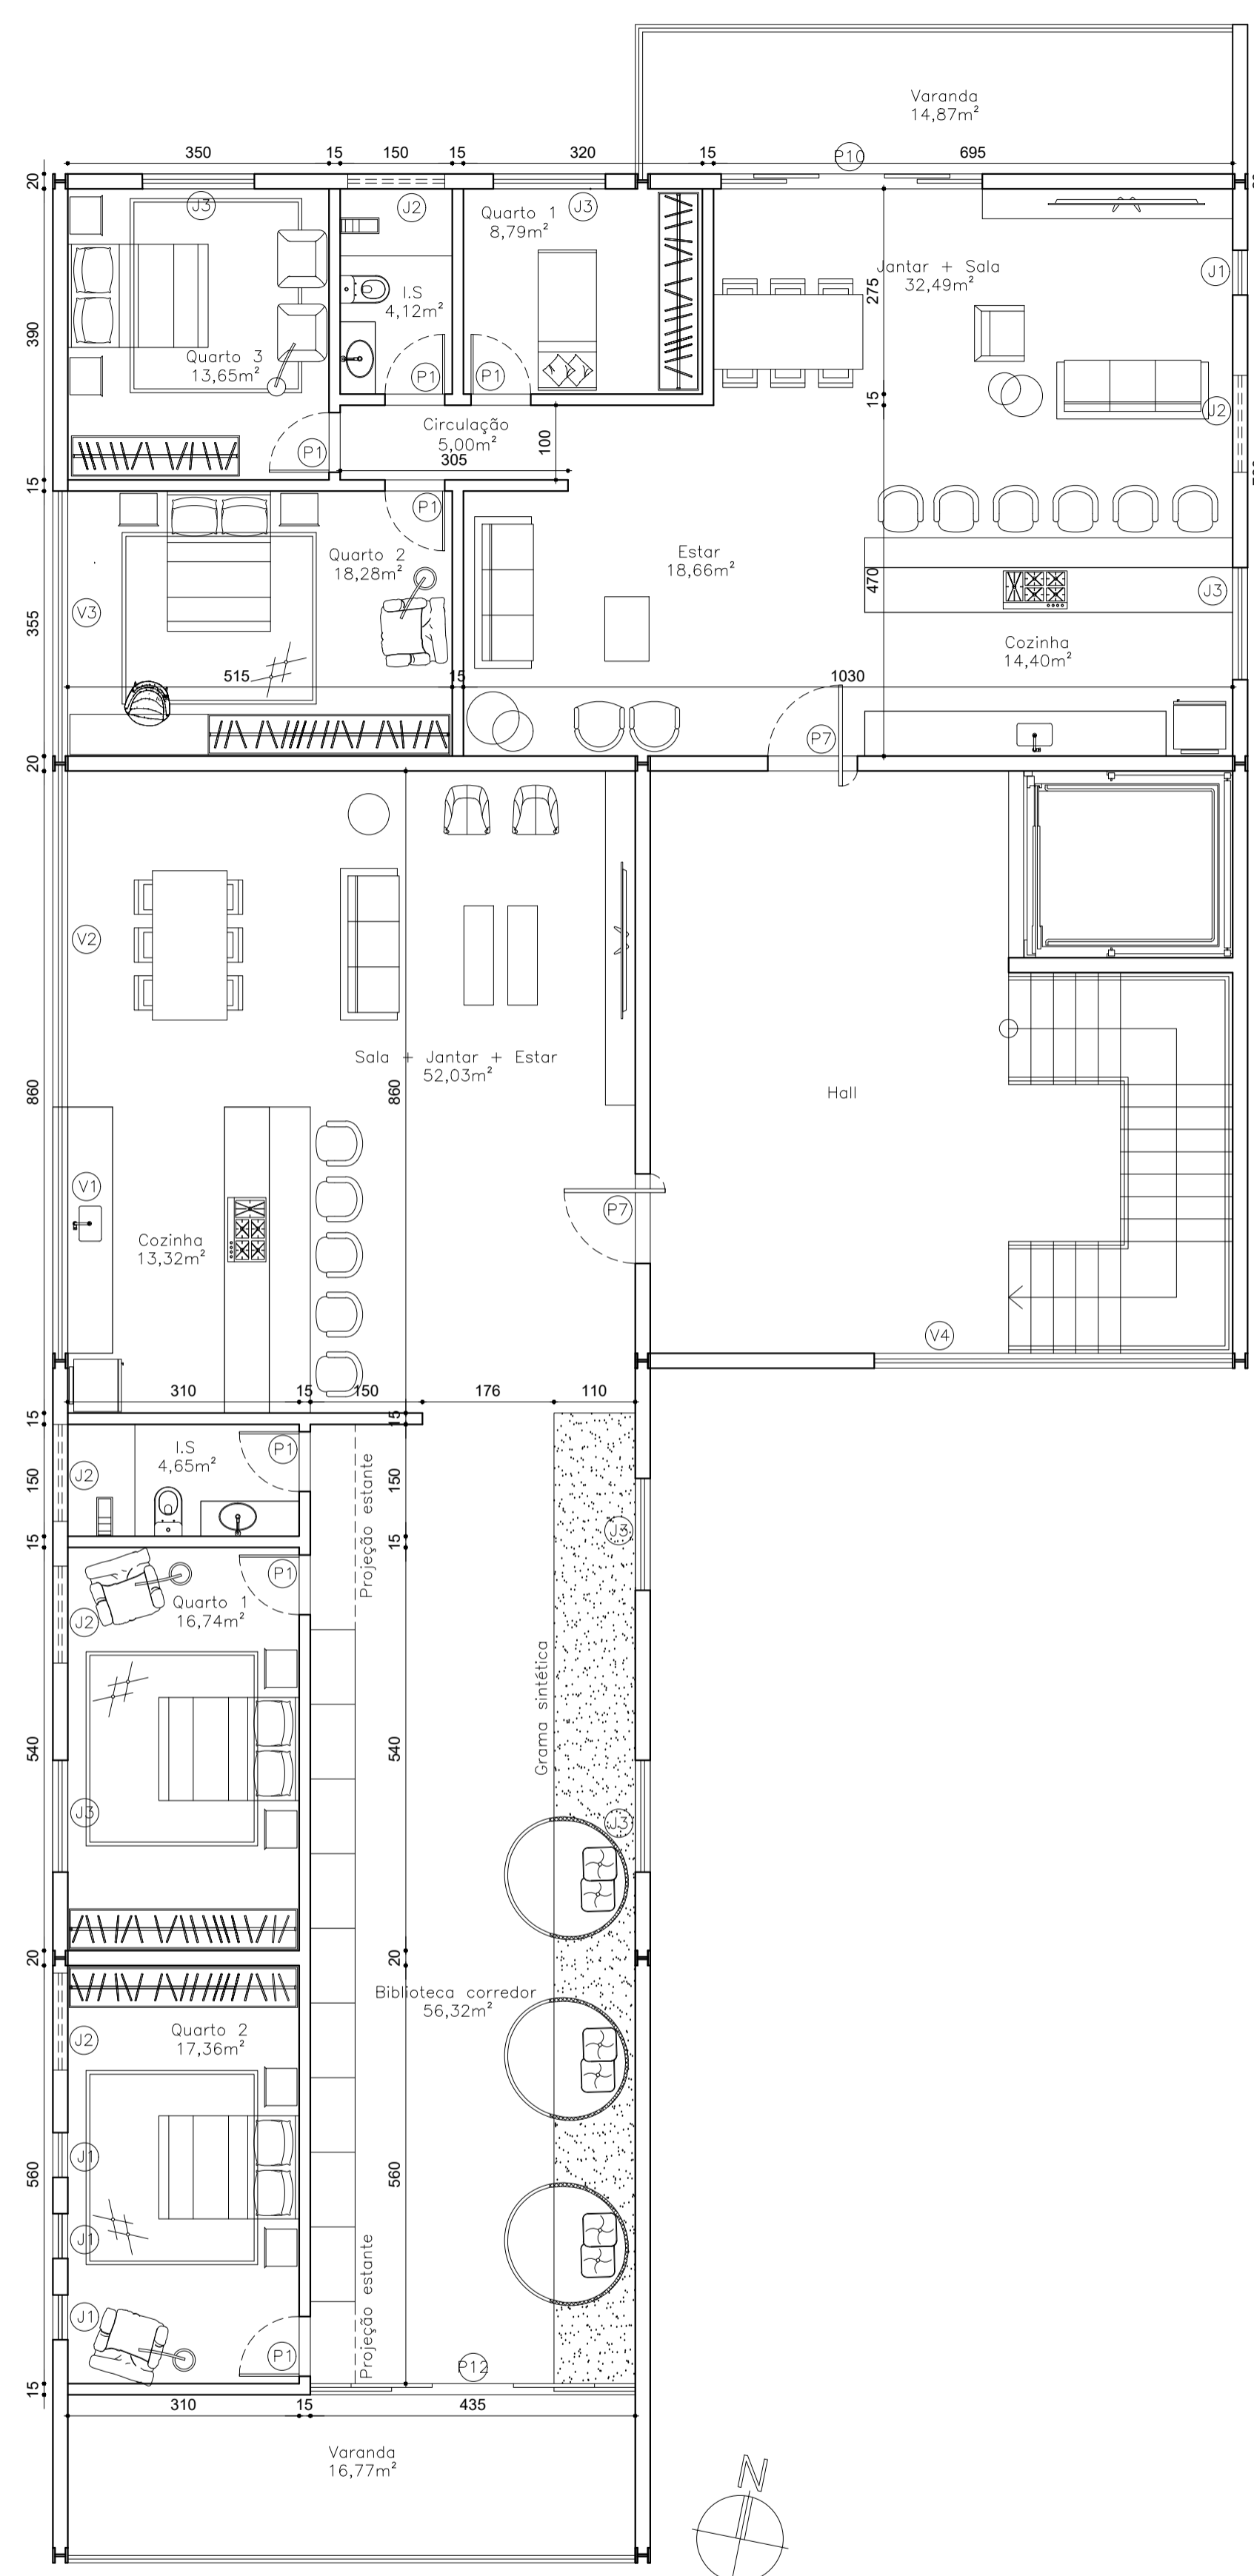 Varanda
14,87m²
350
15
150
15
320
15
P10
695
20
J3
J2
Quarto 1
8,79m²
J3
Jantar + Sala
32,49m²
J1
275
I.S
4,12m²
390
Quarto 3
13,65m²
P1
P1
15
J2
Circulação
5,00m²
100
305
P1
15
P1
Quarto 2
18,28m²
Estar
18,66m²
470
J3
V3
355
Cozinha
14,40m²
515
15
1030
P7
20
V2
Sala + Jantar + Estar
52,03m²
860
860
Hall
V1
P7
Cozinha
13,32m²
V4
310
15
150
176
110
15
15
I.S
4,65m²
P1
J2
150
150
Projeção estante
J3
15
15
P1
Quarto 1
16,74m²
J2
Grama sintética
540
540
J3
J3
20
20
Biblioteca corredor
56,32m²
Quarto 2
17,36m²
J2
J1
560
560
J1
Projeção estante
J1
P1
P12
15
310
15
435
Varanda
16,77m²
N